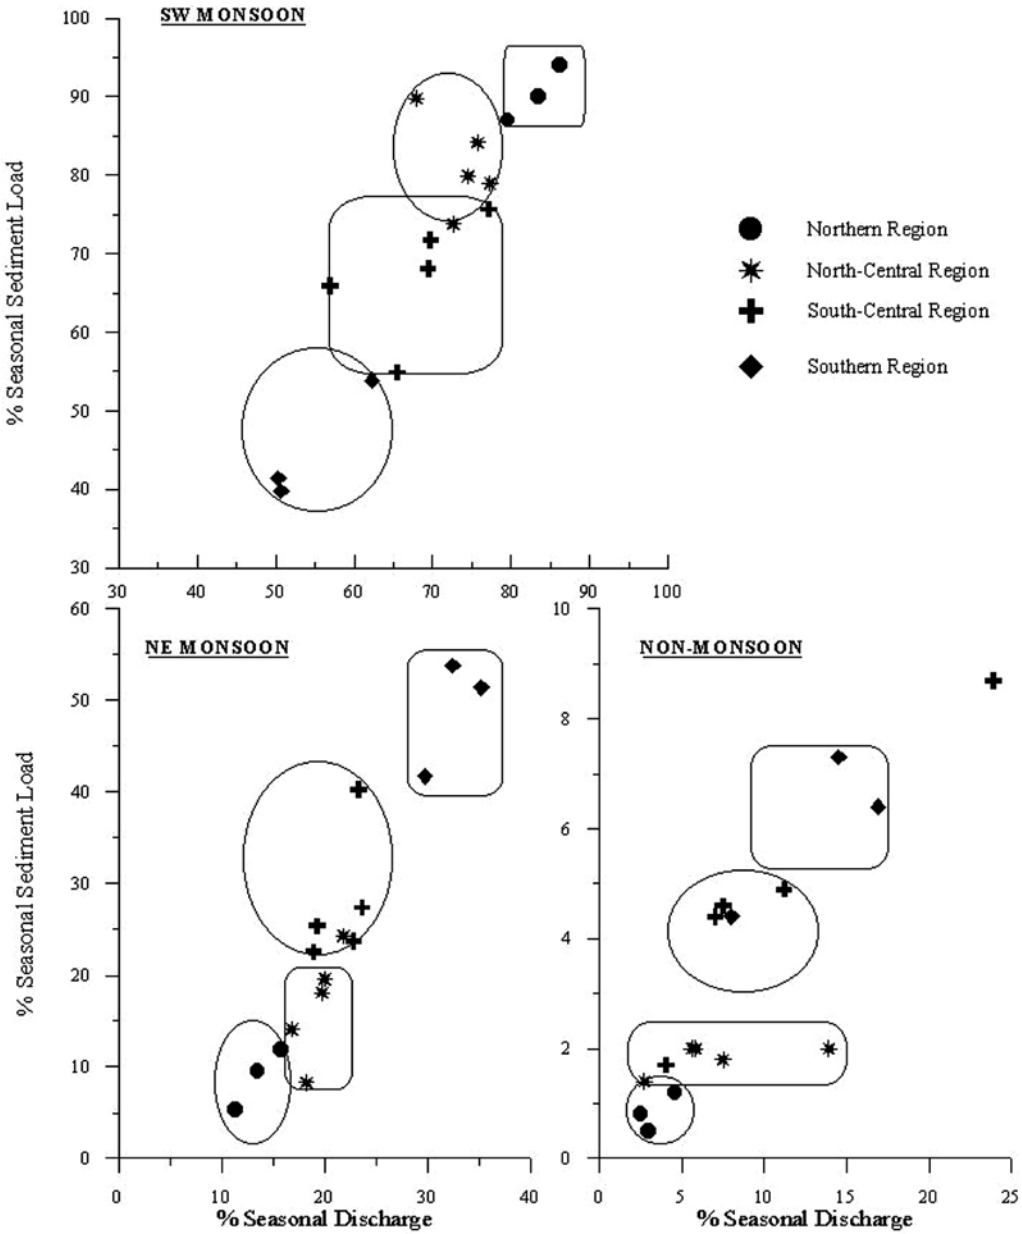 SW MONSOON
100
90
80
70
60
50
40
30
% Seasonal Sediment Load
30 40 50 60 70 80 90 100
Northern Region
North-Central Region
South-Central Region
Southern Region
NE MONSOON
60
50
40
30
20
10
0
% Seasonal Sediment Load
0 10 20 30 40
% Seasonal Discharge
NON-MONSOON
10
8
6
4
2
0
0 5 10 15 20 25
% Seasonal Discharge